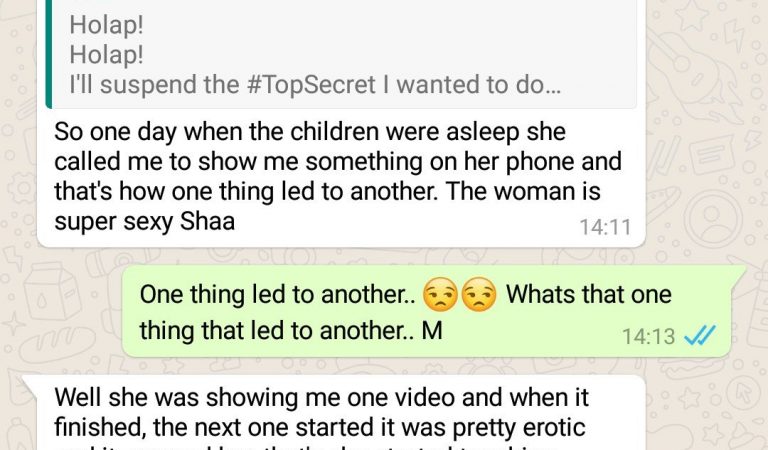 Holap!
Holap!
I'll suspend the #TopSecret I wanted to do...
So one day when the children were asleep she
called me to show me something on her phone and
that's how one thing led to another. The woman is
super sexy Shaa
14:11
One thing led to another.. 😒😒 Whats that one
thing that led to another.. M
14:13
Well she was showing me one video and when it
finished, the next one started it was pretty erotic